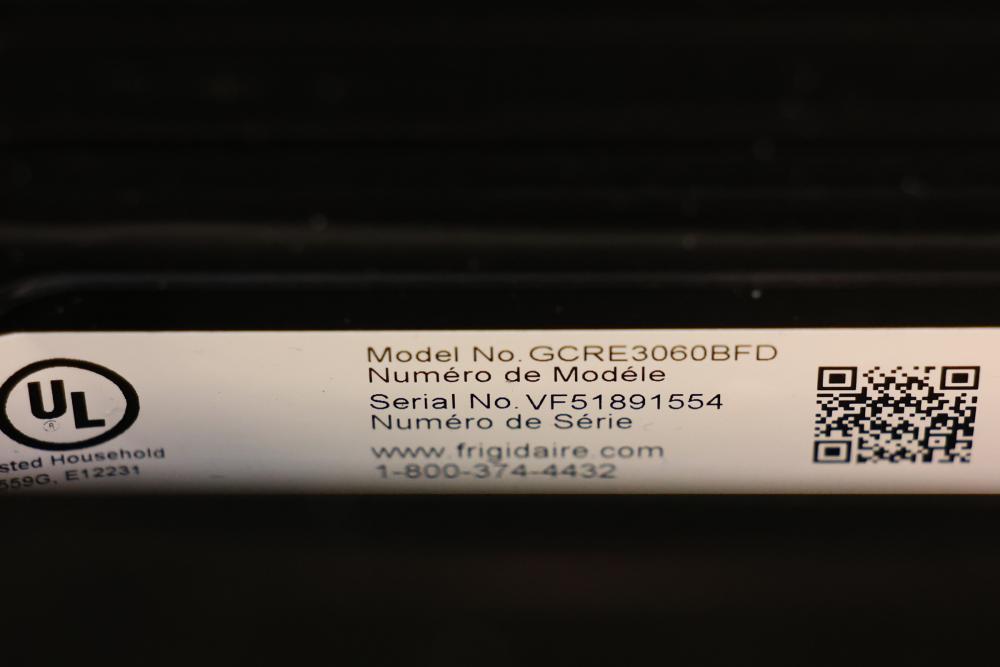 UL
®
sted Household
559G, E12231
Model No. GCRE3060BFD
Numéro de Modéle
Serial No. VF51891554
Numéro de Série
www.frigidaire.com
1-800-374-4432